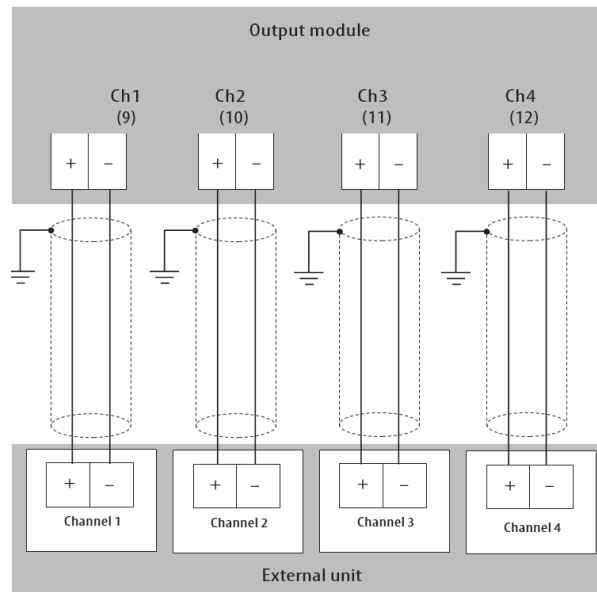 Output module
Ch1 Ch2 Ch3 Ch4
(9) (10) (11) (12)
+ − + − + − + −
+ − + − + − + −
Channel 1 Channel 2 Channel 3 Channel 4
External unit